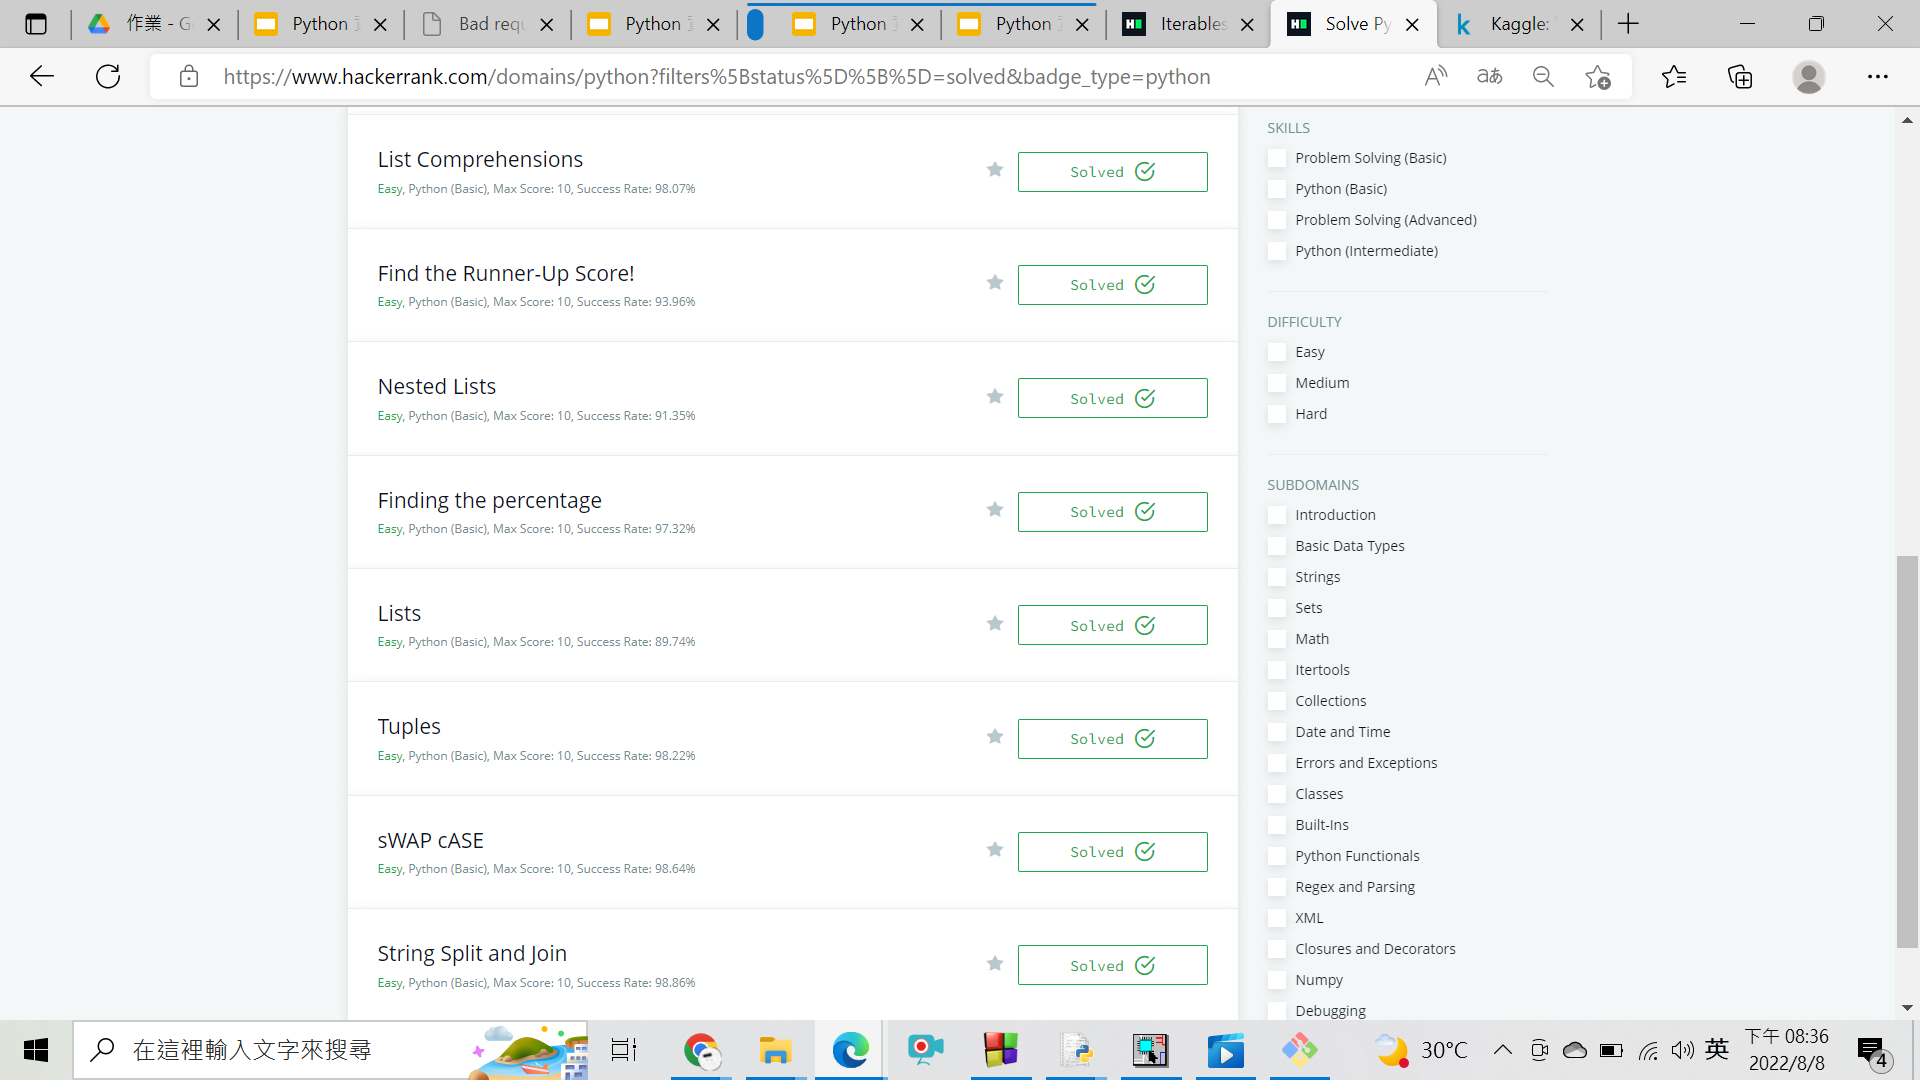 作業 - G
Python
Bad requ
Python
Python
Python
Iterables
Solve Py
Kaggle:
https://www.hackerrank.com/domains/python?filters%5Bstatus%5D%5B%5D=solved&badge_type=python
List Comprehensions
Easy, Python (Basic), Max Score: 10, Success Rate: 98.07%
Solved
Find the Runner-Up Score!
Easy, Python (Basic), Max Score: 10, Success Rate: 93.96%
Solved
Nested Lists
Easy, Python (Basic), Max Score: 10, Success Rate: 91.35%
Solved
Finding the percentage
Easy, Python (Basic), Max Score: 10, Success Rate: 97.32%
Solved
Lists
Easy, Python (Basic), Max Score: 10, Success Rate: 89.74%
Solved
Tuples
Easy, Python (Basic), Max Score: 10, Success Rate: 98.22%
Solved
sWAP cASE
Easy, Python (Basic), Max Score: 10, Success Rate: 98.64%
Solved
String Split and Join
Easy, Python (Basic), Max Score: 10, Success Rate: 98.86%
Solved
SKILLS
Problem Solving (Basic)
Python (Basic)
Problem Solving (Advanced)
Python (Intermediate)
DIFFICULTY
Easy
Medium
Hard
SUBDOMAINS
Introduction
Basic Data Types
Strings
Sets
Math
Itertools
Collections
Date and Time
Errors and Exceptions
Classes
Built-Ins
Python Functionals
Regex and Parsing
XML
Closures and Decorators
Numpy
Debugging
在這裡輸入文字來搜尋
30°C
英
下午 08:36
2022/8/8
4